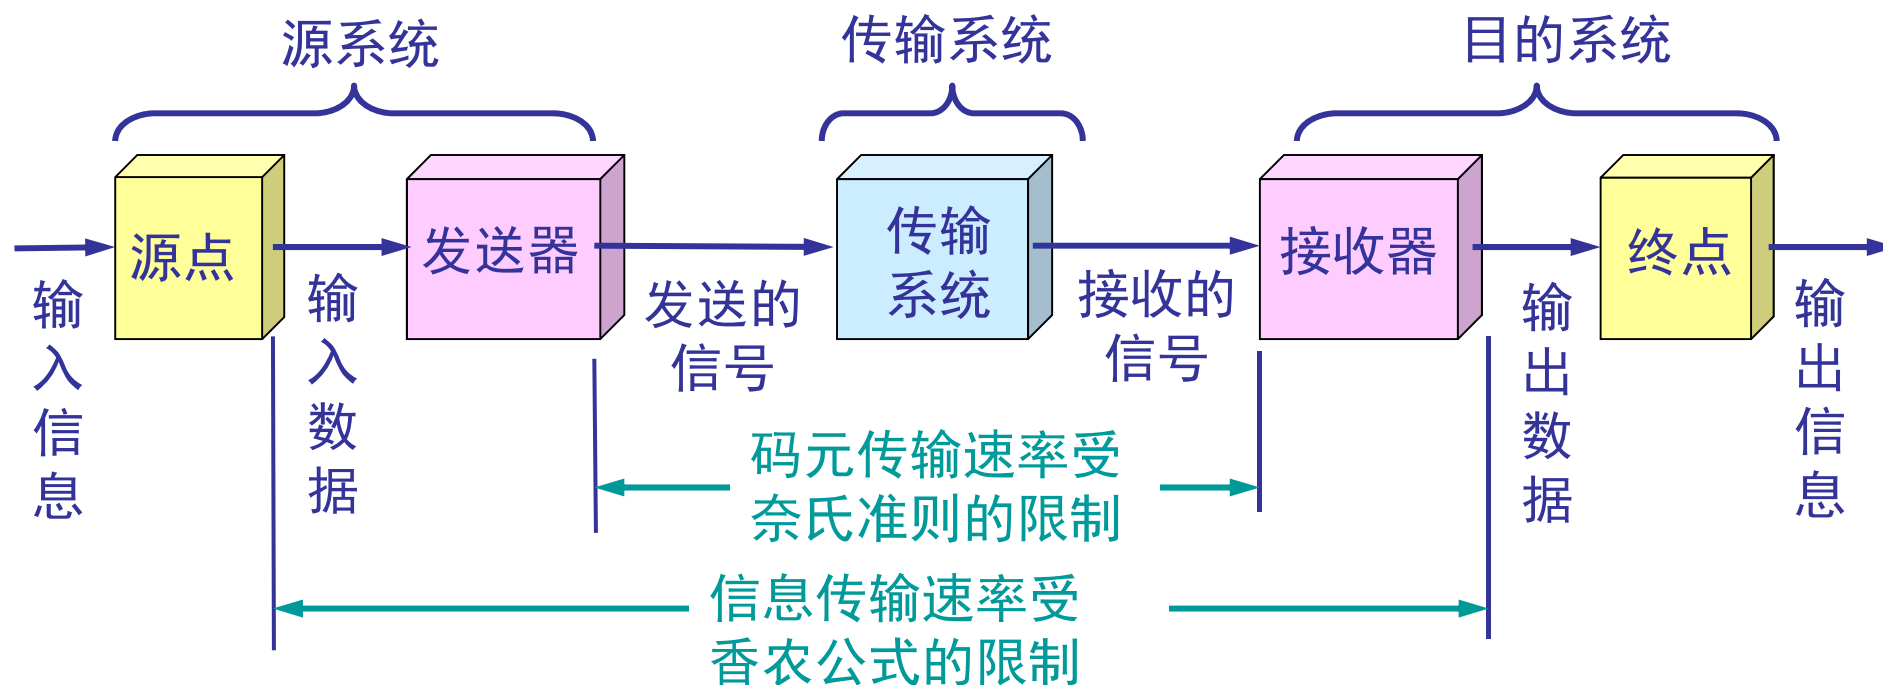 源系统
传输系统
目的系统
源点
发送器
传输
系统
接收器
终点
输入信息
输入数据
发送的
信号
接收的
信号
输出数据
输出信息
码元传输速率受
奈氏准则的限制
信息传输速率受
香农公式的限制